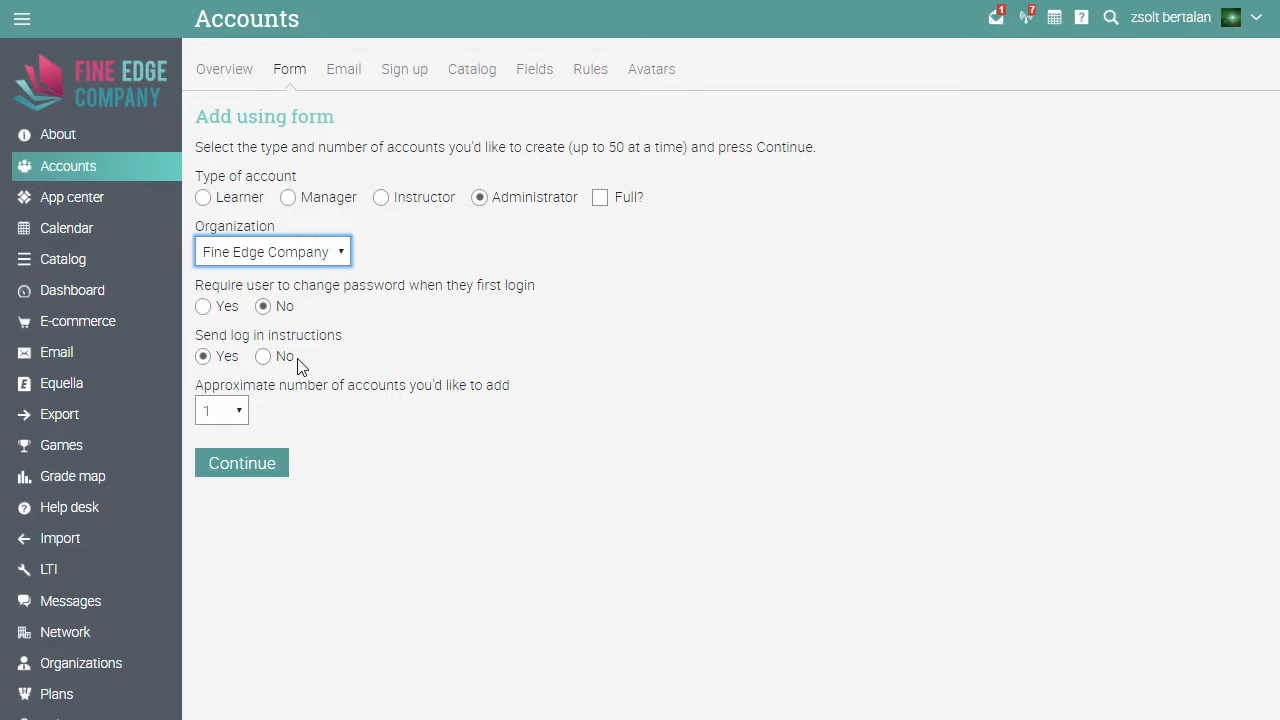 Accounts
1
7
zsolt bertalan
FINE EDGE
COMPANY
Overview Form Email Sign up Catalog Fields Rules Avatars
About
Accounts
App center
Calendar
Catalog
Dashboard
E-commerce
Email
Equella
Export
Games
Grade map
Help desk
Import
LTI
Messages
Network
Organizations
Plans
Add using form
Select the type and number of accounts you'd like to create (up to 50 at a time) and press Continue.
Type of account
Learner Manager Instructor Administrator Full?
Organization
Fine Edge Company
Require user to change password when they first login
Yes No
Send log in instructions
Yes No
Approximate number of accounts you'd like to add
1
Continue